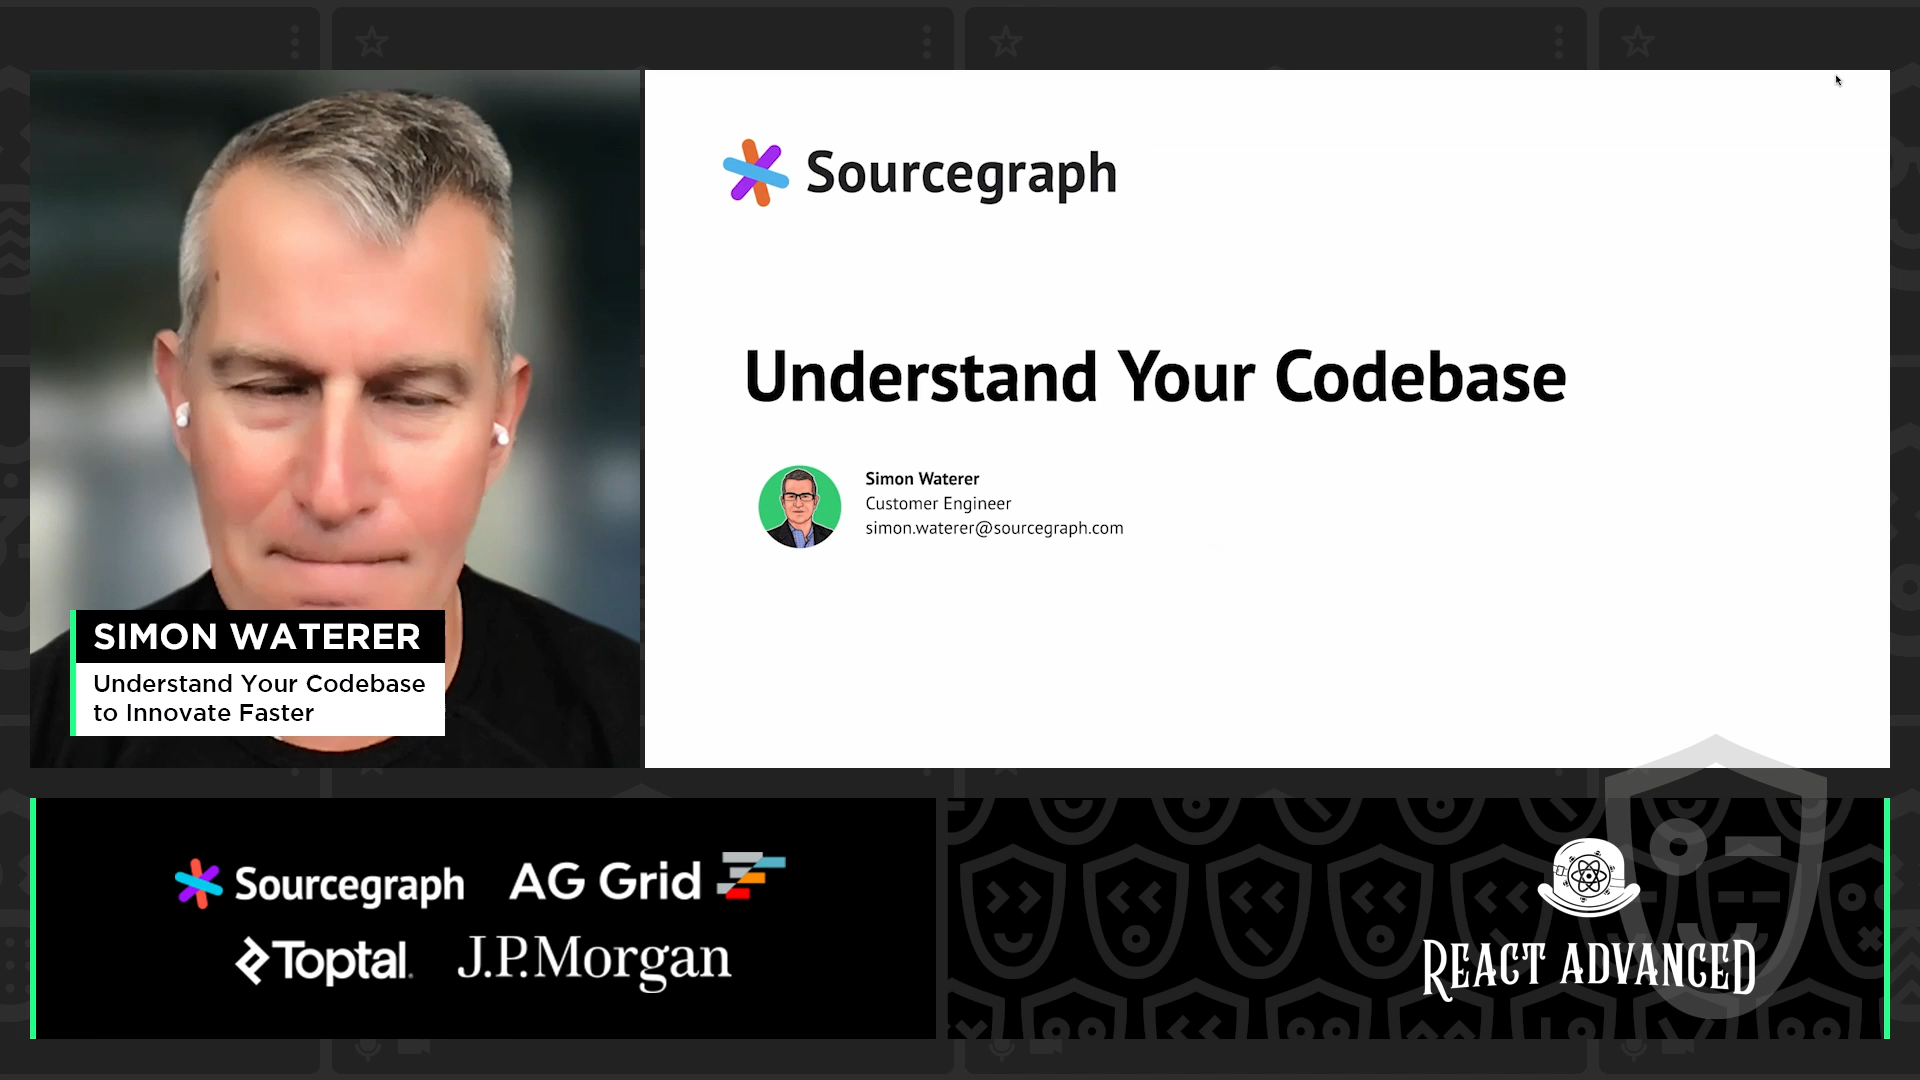 Sourcegraph
Understand Your Codebase
Simon Waterer
Customer Engineer
simon.waterer@sourcegraph.com
SIMON WATERER
Understand Your Codebase
to Innovate Faster
Sourcegraph
AG Grid
Toptal
J.P.Morgan
REACT ADVANCED